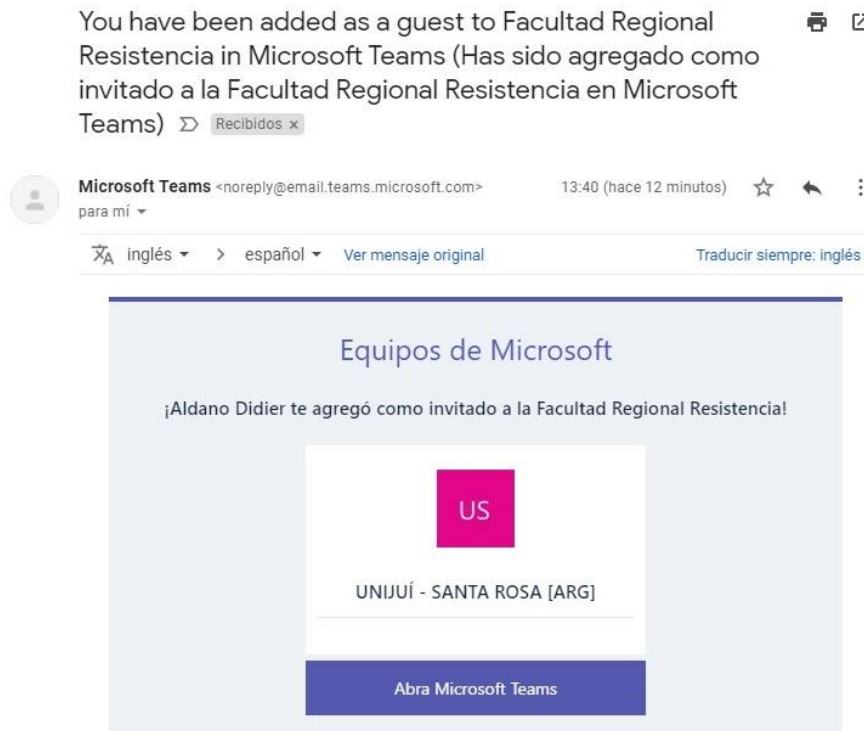 You have been added as a guest to Facultad Regional
Resistencia in Microsoft Teams (Has sido agregado como
invitado a la Facultad Regional Resistencia en Microsoft
Teams) Recibidos x
Microsoft Teams <noreply@email.teams.microsoft.com> 13:40 (hace 12 minutos)
para mí
inglés > español Ver mensaje original Traducir siempre: inglés
Equipos de Microsoft
¡Aldano Didier te agregó como invitado a la Facultad Regional Resistencia!
US
UNIJUÍ - SANTA ROSA [ARG]
Abra Microsoft Teams